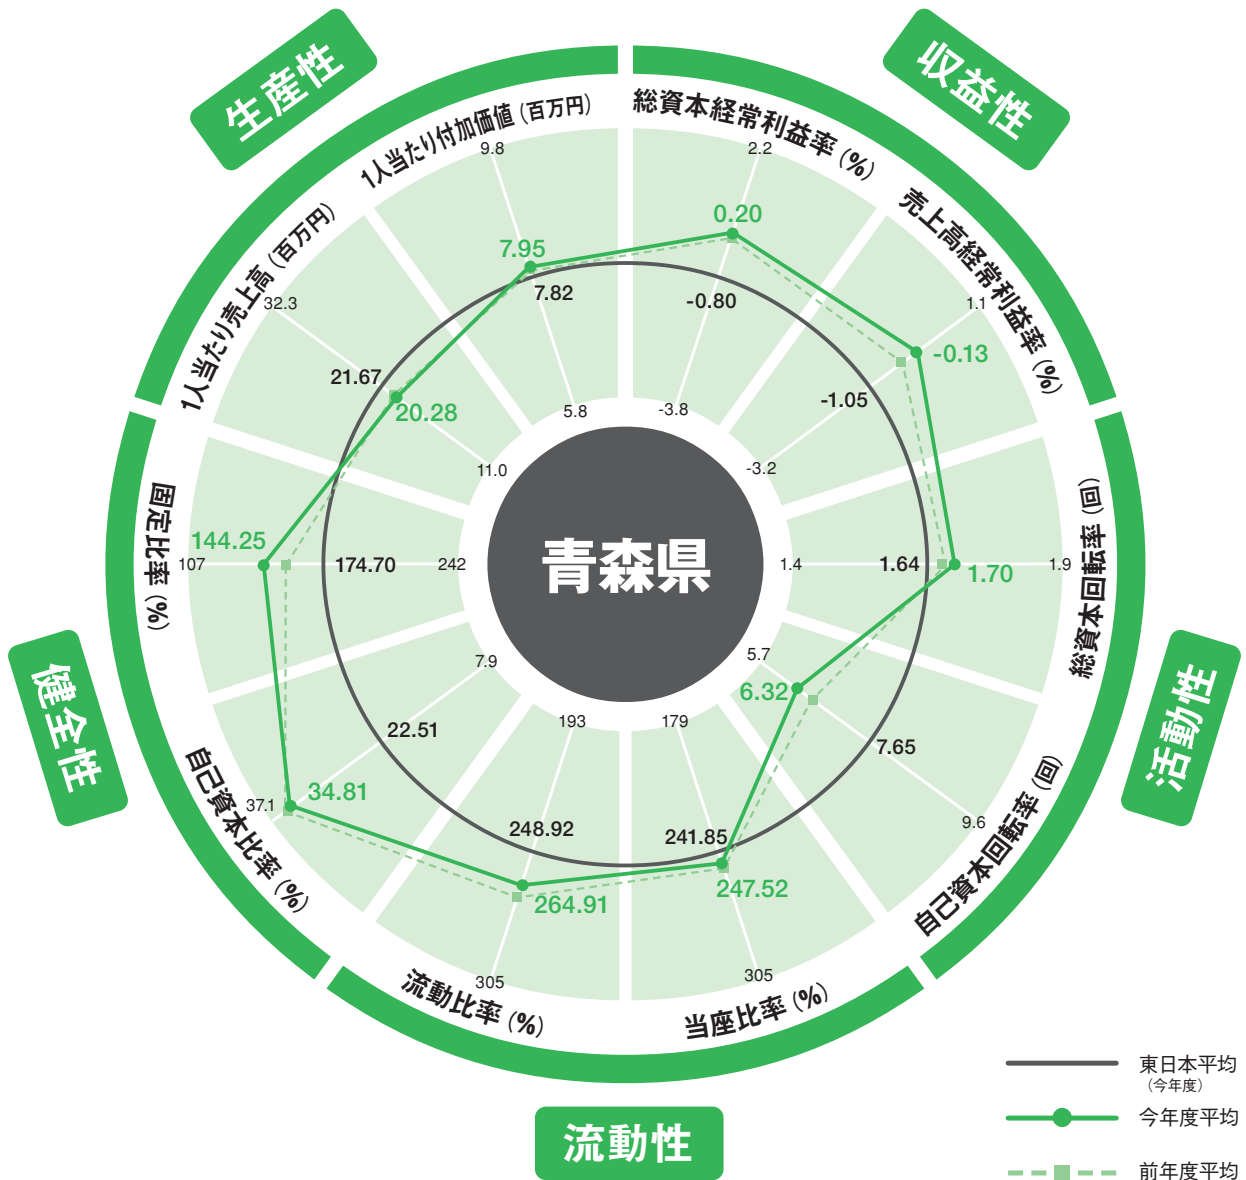 生産性
収益性
1人当たり付加価値 (百万円)
9.8
総資本経常利益率 (%)
2.2
1人当たり売上高 (百万円)
32.3
売上高経常利益率 (%)
1.1
7.95
7.82
0.20
-0.80
-0.13
-1.05
21.67
20.28
5.8
-3.8
11.0
-3.2
固定比率 (%)
107
144.25
174.70
242
青森県
1.4
1.64
1.70
1.9
総資本回転率 (回)
健全性
活動性
7.9
5.7
22.51
6.32
7.65
193
179
自己資本比率 (%)
37.1
34.81
9.6
自己資本回転率 (回)
248.92
241.85
264.91
247.52
305
305
流動比率 (%)
当座比率 (%)
流動性
東日本平均
(今年度)
今年度平均
前年度平均